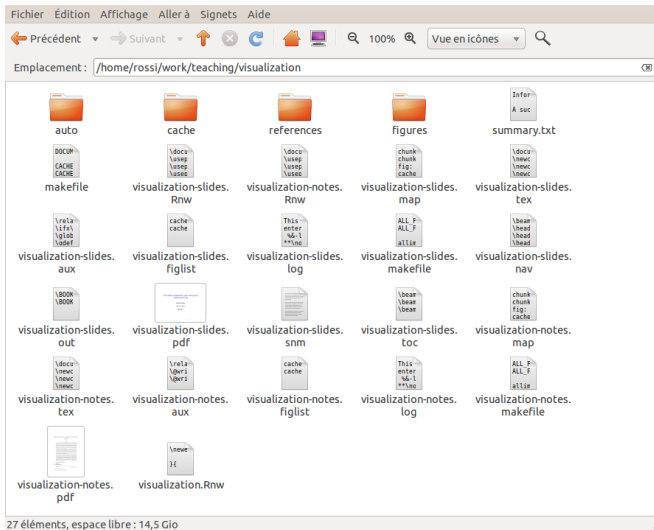 Fichier Édition Affichage Aller à Signets Aide
Précédent Suivant 100% Vue en icônes
Emplacement : /home/rossi/work/teaching/visualization
auto cache references figures summary.txt
makefile visualization-slides.Rnw visualization-notes.Rnw visualization-slides.map visualization-slides.tex
visualization-slides.aux visualization-slides.figlist visualization-slides.log visualization-slides.makefile visualization-slides.nav
visualization-slides.out visualization-slides.pdf visualization-slides.snm visualization-slides.toc visualization-notes.map
visualization-notes.tex visualization-notes.aux visualization-notes.figlist visualization-notes.log visualization-notes.makefile
visualization-notes.pdf visualization.Rnw
27 éléments, espace libre : 14,5 Gio